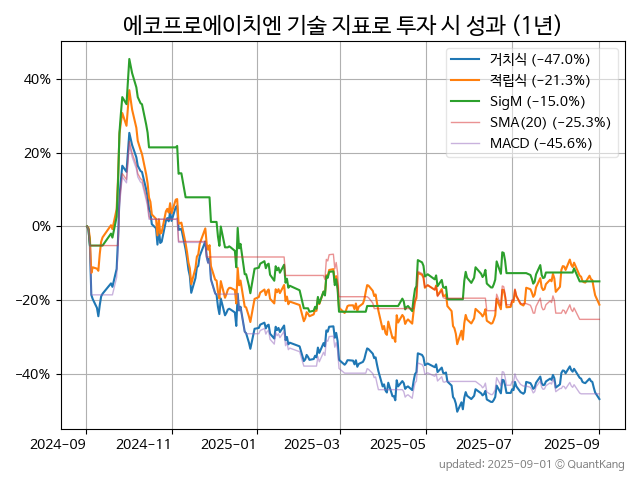 에코프로에이치엔 기술 지표로 투자 시 성과 (1년)
거치식 (−47.0%)
적립식 (−21.3%)
SigM (−15.0%)
SMA(20) (−25.3%)
MACD (−45.6%)
40%
20%
0%
−20%
−40%
2024-09 2024-11 2025-01 2025-03 2025-05 2025-07 2025-09
updated: 2025-09-01 © QuantKang